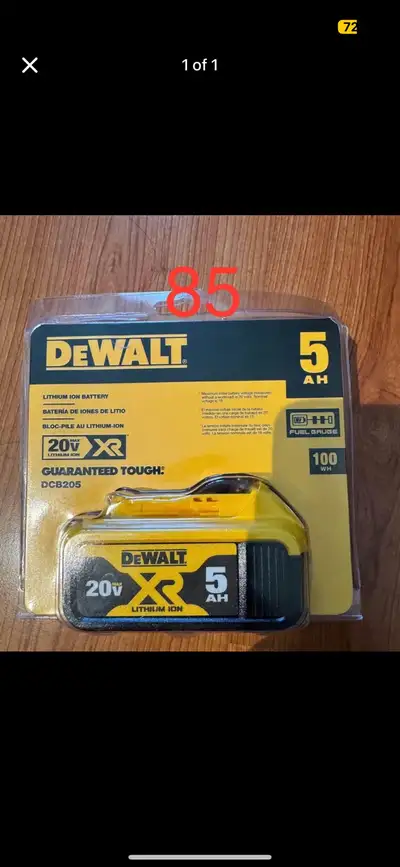 72
1 of 1
85
DEWALT
5
AH
LITHIUM ION BATTERY
BATERÍA DE IONES DE LITIO
BLOC-PILE AU LITHIUM-ION
20V MAX XR
LITHIUM ION
FUEL GAUGE
100
WH
GUARANTEED TOUGH.
DCB205
DEWALT
20V MAX XR 5
AH
LITHIUM ION